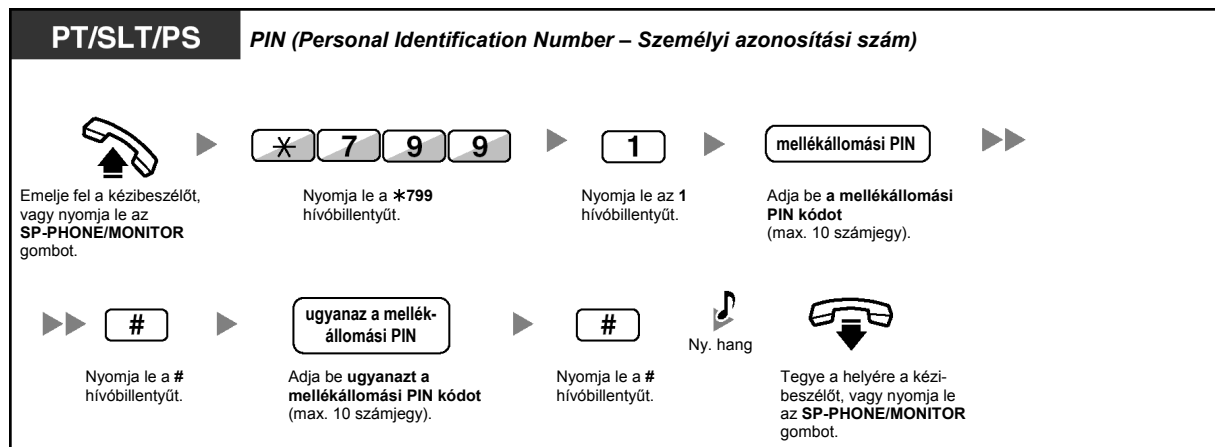 PT/SLT/PS PIN (Personal Identification Number – Személyi azonosítási szám)
* 7 9 9 1 mellékállomási PIN
Emelje fel a kézibeszélőt,
vagy nyomja le az
SP-PHONE/MONITOR
gombot.
Nyomja le a *799
hívóbillentyűt.
Nyomja le az 1
hívóbillentyűt.
Adja be a mellékállomási
PIN kódot
(max. 10 számjegy).
#
ugyanaz a mellék-
állomási PIN
#
Ny. hang
Nyomja le a #
hívóbillentyűt.
Adja be ugyanazt a
mellékállomási PIN kódot
(max. 10 számjegy).
Nyomja le a #
hívóbillentyűt.
Tegye a helyére a kézi-
beszélőt, vagy nyomja le
az SP-PHONE/MONITOR
gombot.